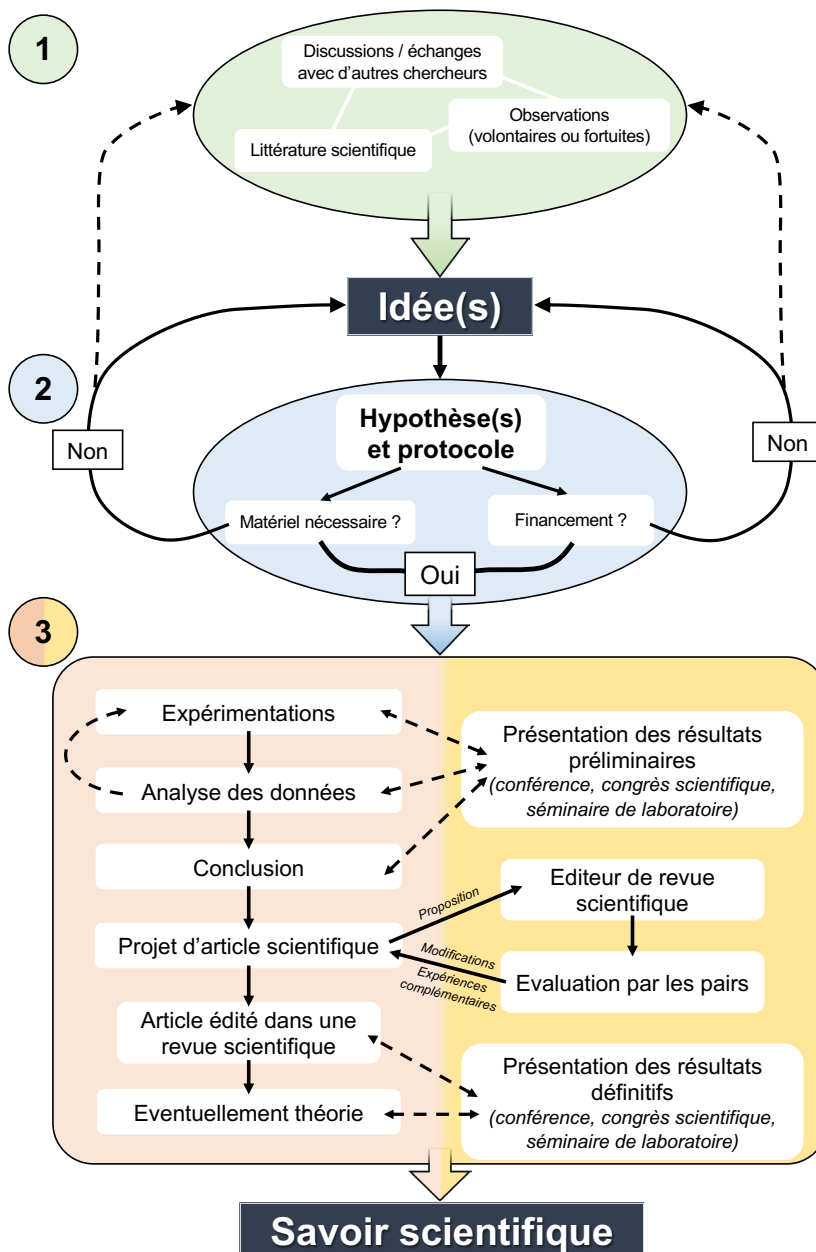 1
Discussions / échanges
avec d'autres chercheurs
Observations
(volontaires ou fortuites)
Littérature scientifique
Idée(s)
2
Hypothèse(s)
et protocole
Non
Non
Matériel nécessaire ?
Financement ?
Oui
3
Expérimentations
Présentation des résultats
préliminaires
(conférence, congrès scientifique,
séminaire de laboratoire)
Analyse des données
Conclusion
Editeur de revue
scientifique
Proposition
Projet d'article scientifique
Modifications
Expériences
complémentaires
Evaluation par les pairs
Article édité dans une
revue scientifique
Présentation des résultats
définitifs
(conférence, congrès scientifique,
séminaire de laboratoire)
Eventuellement théorie
Savoir scientifique